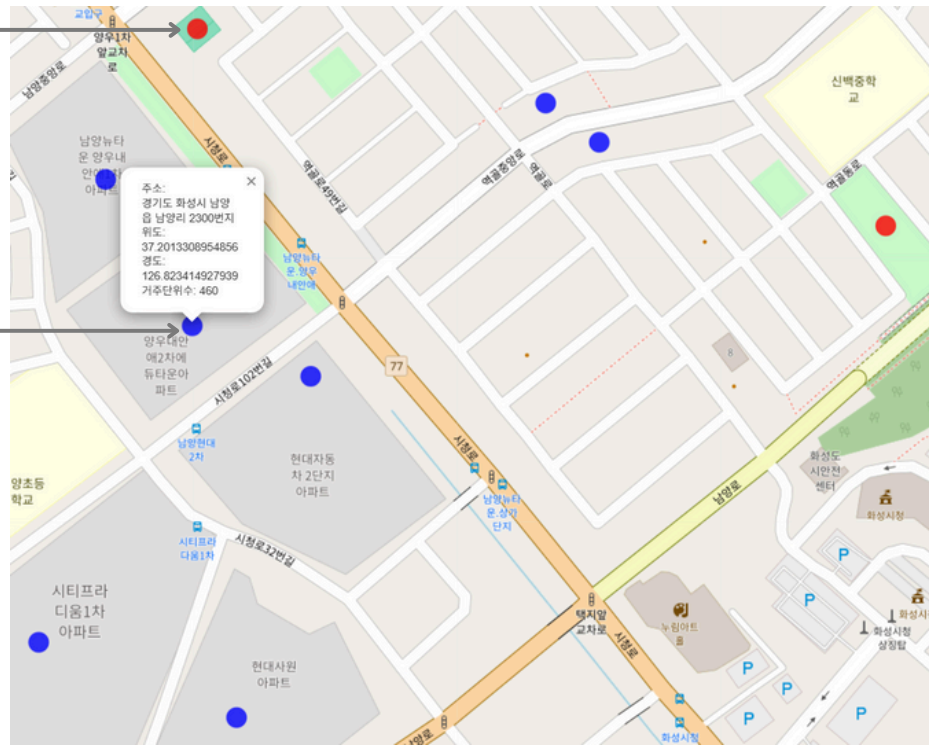 교입구
양우1차
앞교차
로
남양중앙로
남양뉴타
운 양우내
안애1차
아파트
시청로
역골로49번길
역골중앙로
역골로
신백중학
교
역골동로
주소:
경기도 화성시 남양
읍 남양리 2300번지
위도:
37.2013308954856
경도:
126.823414927939
거주단위수: 460
×
남양뉴타
운.양우
내안애
양우내안
애2차에
듀타운아
파트
77
8
시청로102번길
남양현대
2차
현대자동
차 2단지
아파트
시청로
남양뉴타
운.상가
단지
양초등
학교
시티프라
디움1차
시청로32번길
시티프라
디움1차
아파트
현대사원
아파트
남양로
화성도
시안전
센터
화성시청
P
P
택지앞
교차로
시청로
누림아트
홀
화성시
화성시청
상징탑
P
P
P
P
화성시청
남양로